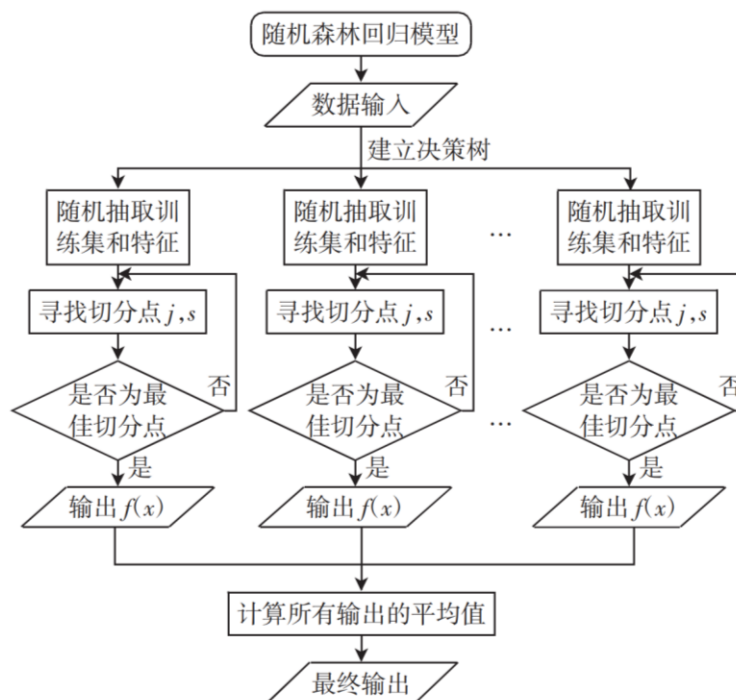 随机森林回归模型
数据输入
建立决策树
随机抽取训
练集和特征
随机抽取训
练集和特征
…
随机抽取训
练集和特征
寻找切分点 j,s
寻找切分点 j,s
…
寻找切分点 j,s
是否为最
佳切分点
否
是否为最
佳切分点
否
…
是否为最
佳切分点
否
是
是
是
输出 f(x)
输出 f(x)
输出 f(x)
计算所有输出的平均值
最终输出